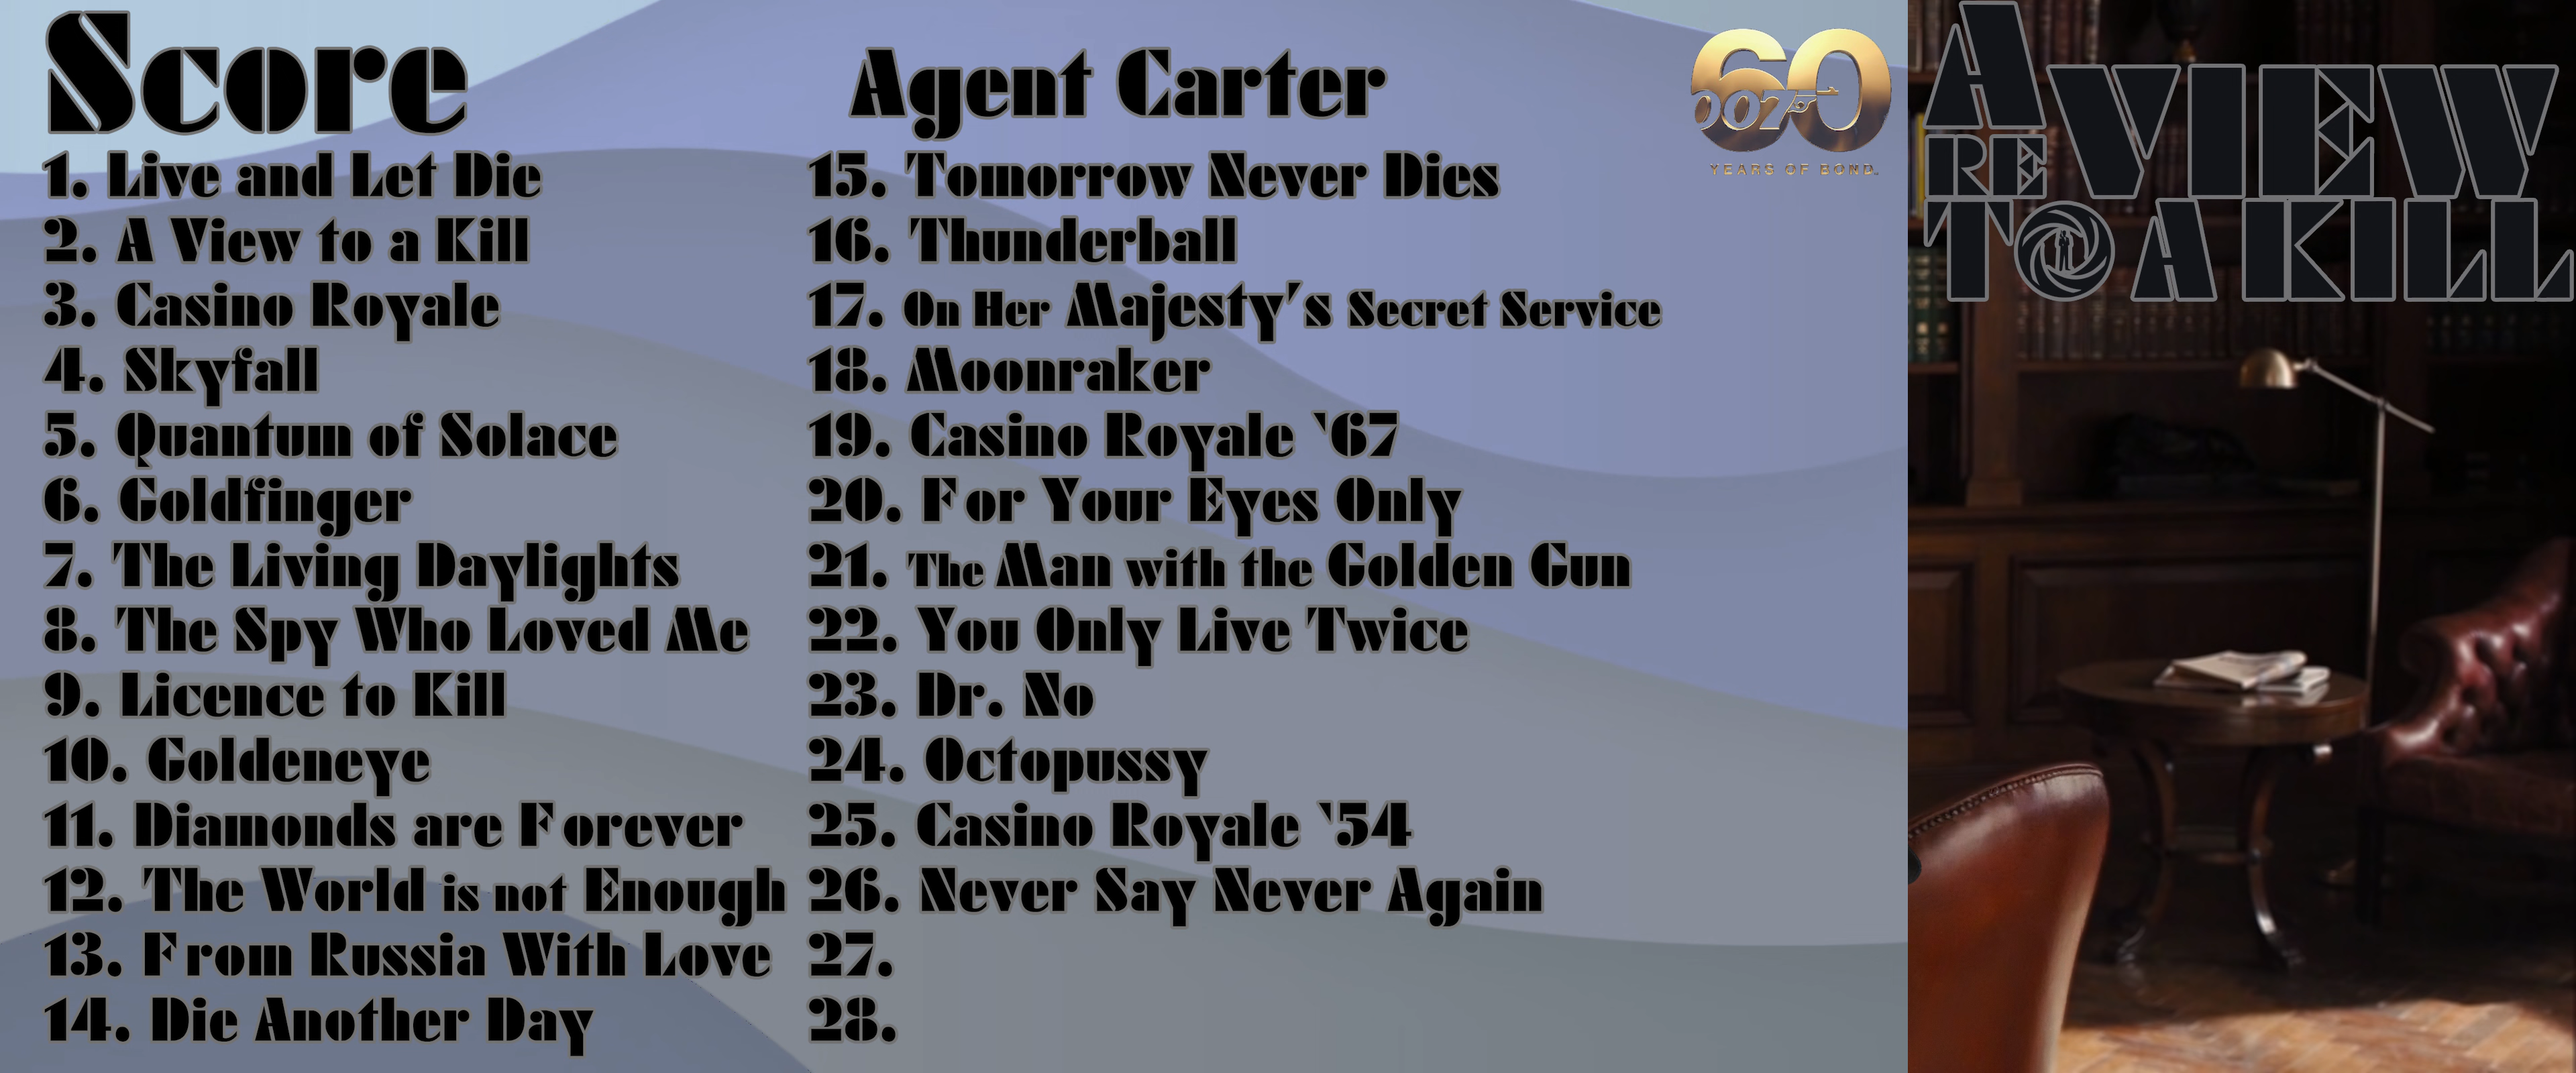 Score
Agent Carter
1. Live and Let Die
2. A View to a Kill
3. Casino Royale
4. Skyfall
5. Quantum of Solace
6. Goldfinger
7. The Living Daylights
8. The Spy Who Loved Me
9. Licence to Kill
10. Goldeneye
11. Diamonds are Forever
12. The World is not Enough
13. From Russia With Love
14. Die Another Day
15. Tomorrow Never Dies
16. Thunderball
17. On Her Majesty's Secret Service
18. Moonraker
19. Casino Royale `67
20. For Your Eyes Only
21. The Man with the Golden Gun
22. You Only Live Twice
23. Dr. No
24. Octopussy
25. Casino Royale `54
26. Never Say Never Again
27.
28.
60
007
YEARS OF BOND.
A
RE VIEW
TO A KILL